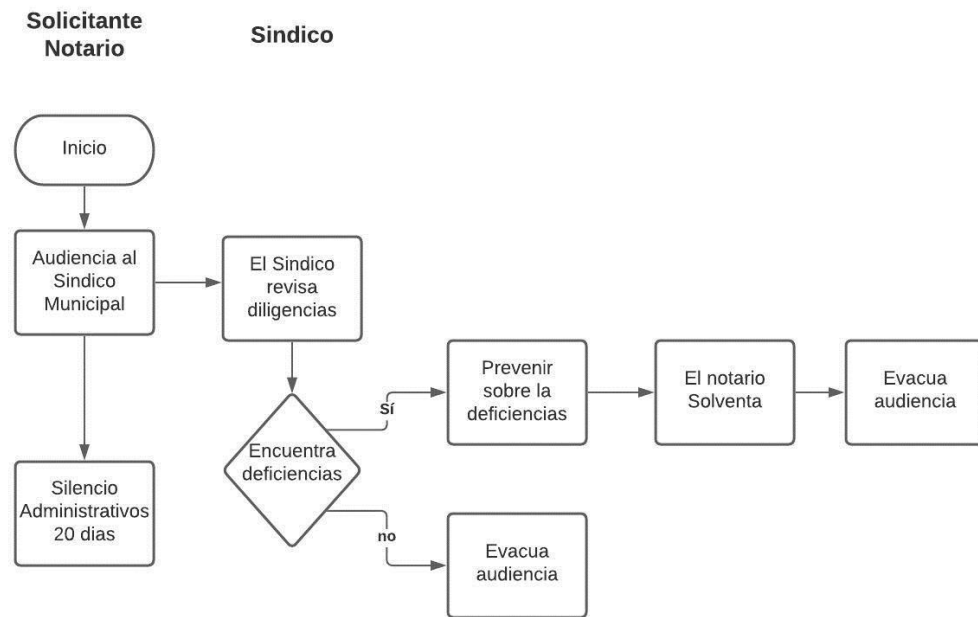 Solicitante
Notario
Sindico
Inicio
Audiencia al
Sindico
Municipal
El Sindico
revisa
diligencias
Prevenir
sobre la
deficiencias
El notario
Solventa
Evacua
audiencia
Sí
Encuentra
deficiencias
no
Silencio
Administrativos
20 dias
Evacua
audiencia